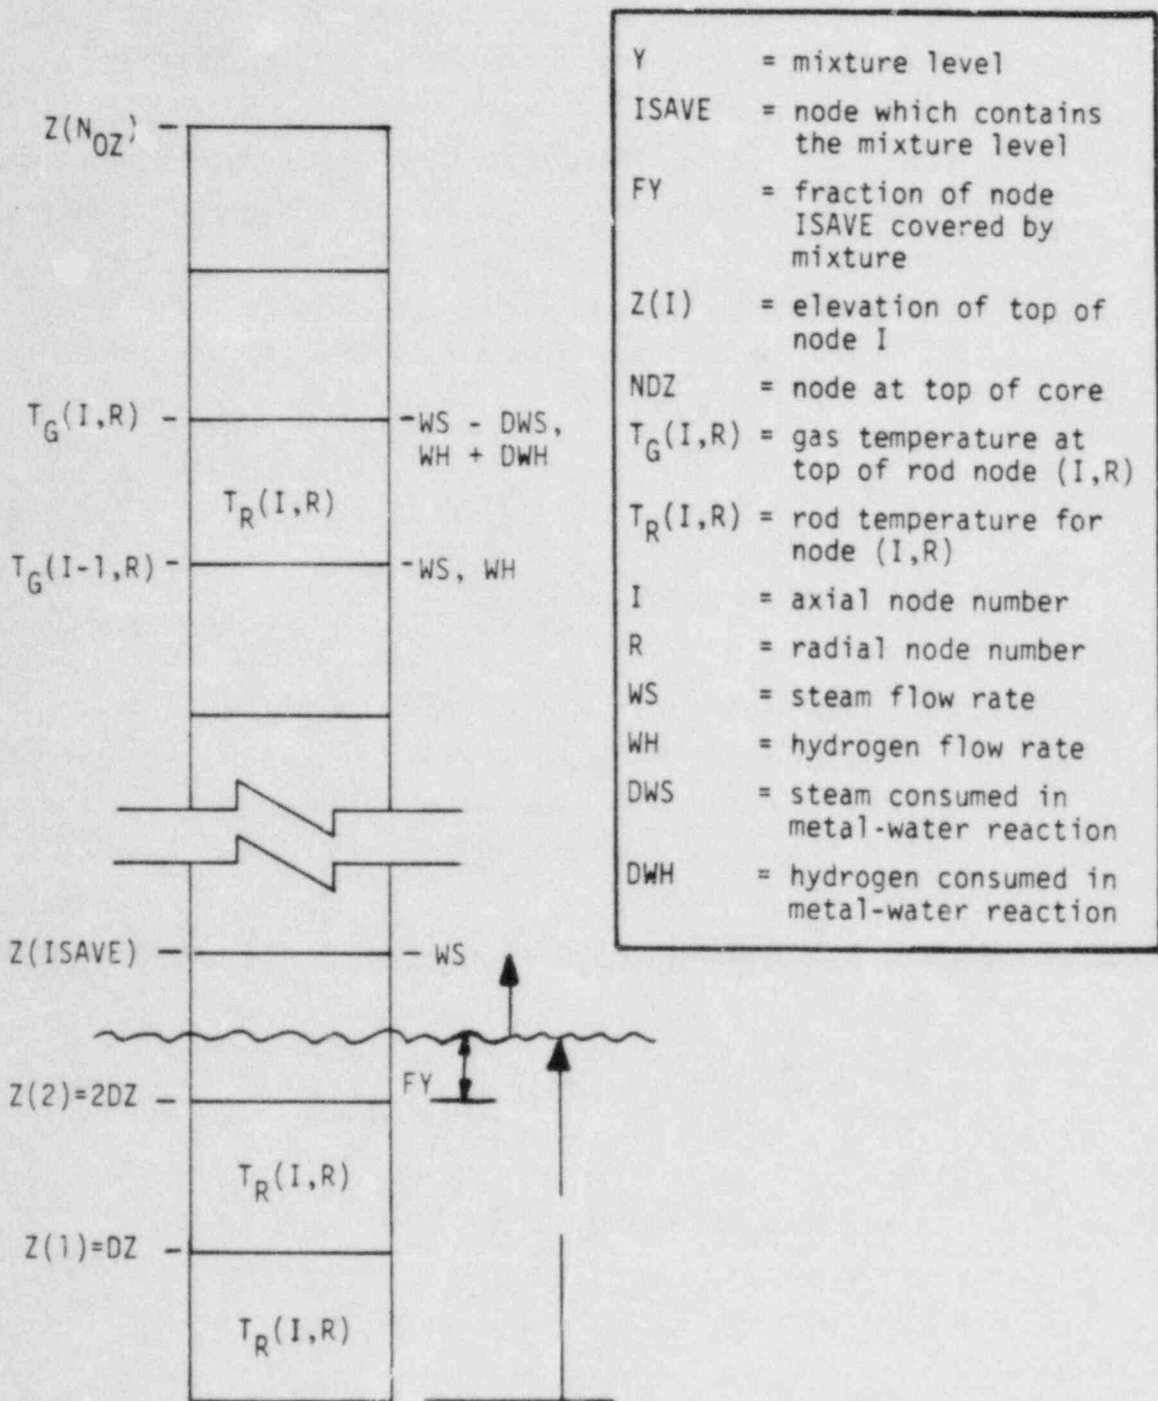 Z(N_OZ)
T_G(I,R)
WS - DWS,
WH + DWH
T_R(I,R)
T_G(I-1,R)
WS, WH
Z(ISAVE)
WS
FY
Z(2)=2DZ
T_R(I,R)
Z(1)=DZ
T_R(I,R)
Y = mixture level
ISAVE = node which contains
the mixture level
FY = fraction of node
ISAVE covered by
mixture
Z(I) = elevation of top of
node I
NDZ = node at top of core
T_G(I,R) = gas temperature at
top of rod node (I,R)
T_R(I,R) = rod temperature for
node (I,R)
I = axial node number
R = radial node number
WS = steam flow rate
WH = hydrogen flow rate
DWS = steam consumed in
metal-water reaction
DWH = hydrogen consumed in
metal-water reaction